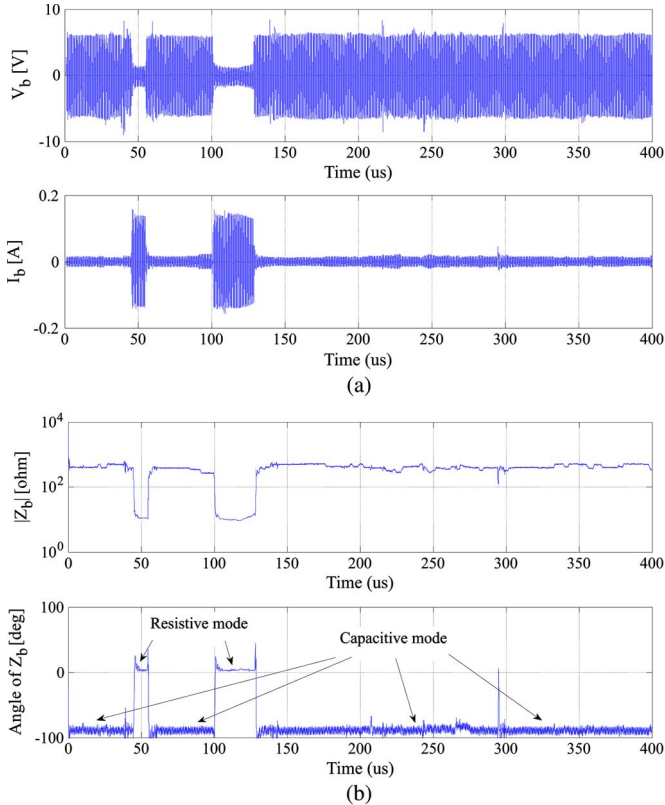 10
0
-10
V_b [V]
0 50 100 150 200 250 300 350 400
Time (us)
0.2
0
-0.2
I_b [A]
0 50 100 150 200 250 300 350 400
Time (us)
(a)
10^4
10^2
10^0
|Z_b| [ohm]
0 50 100 150 200 250 300 350 400
Time (us)
100
0
-100
Angle of Z_b [deg]
Resistive mode
Capacitive mode
0 50 100 150 200 250 300 350 400
Time (us)
(b)